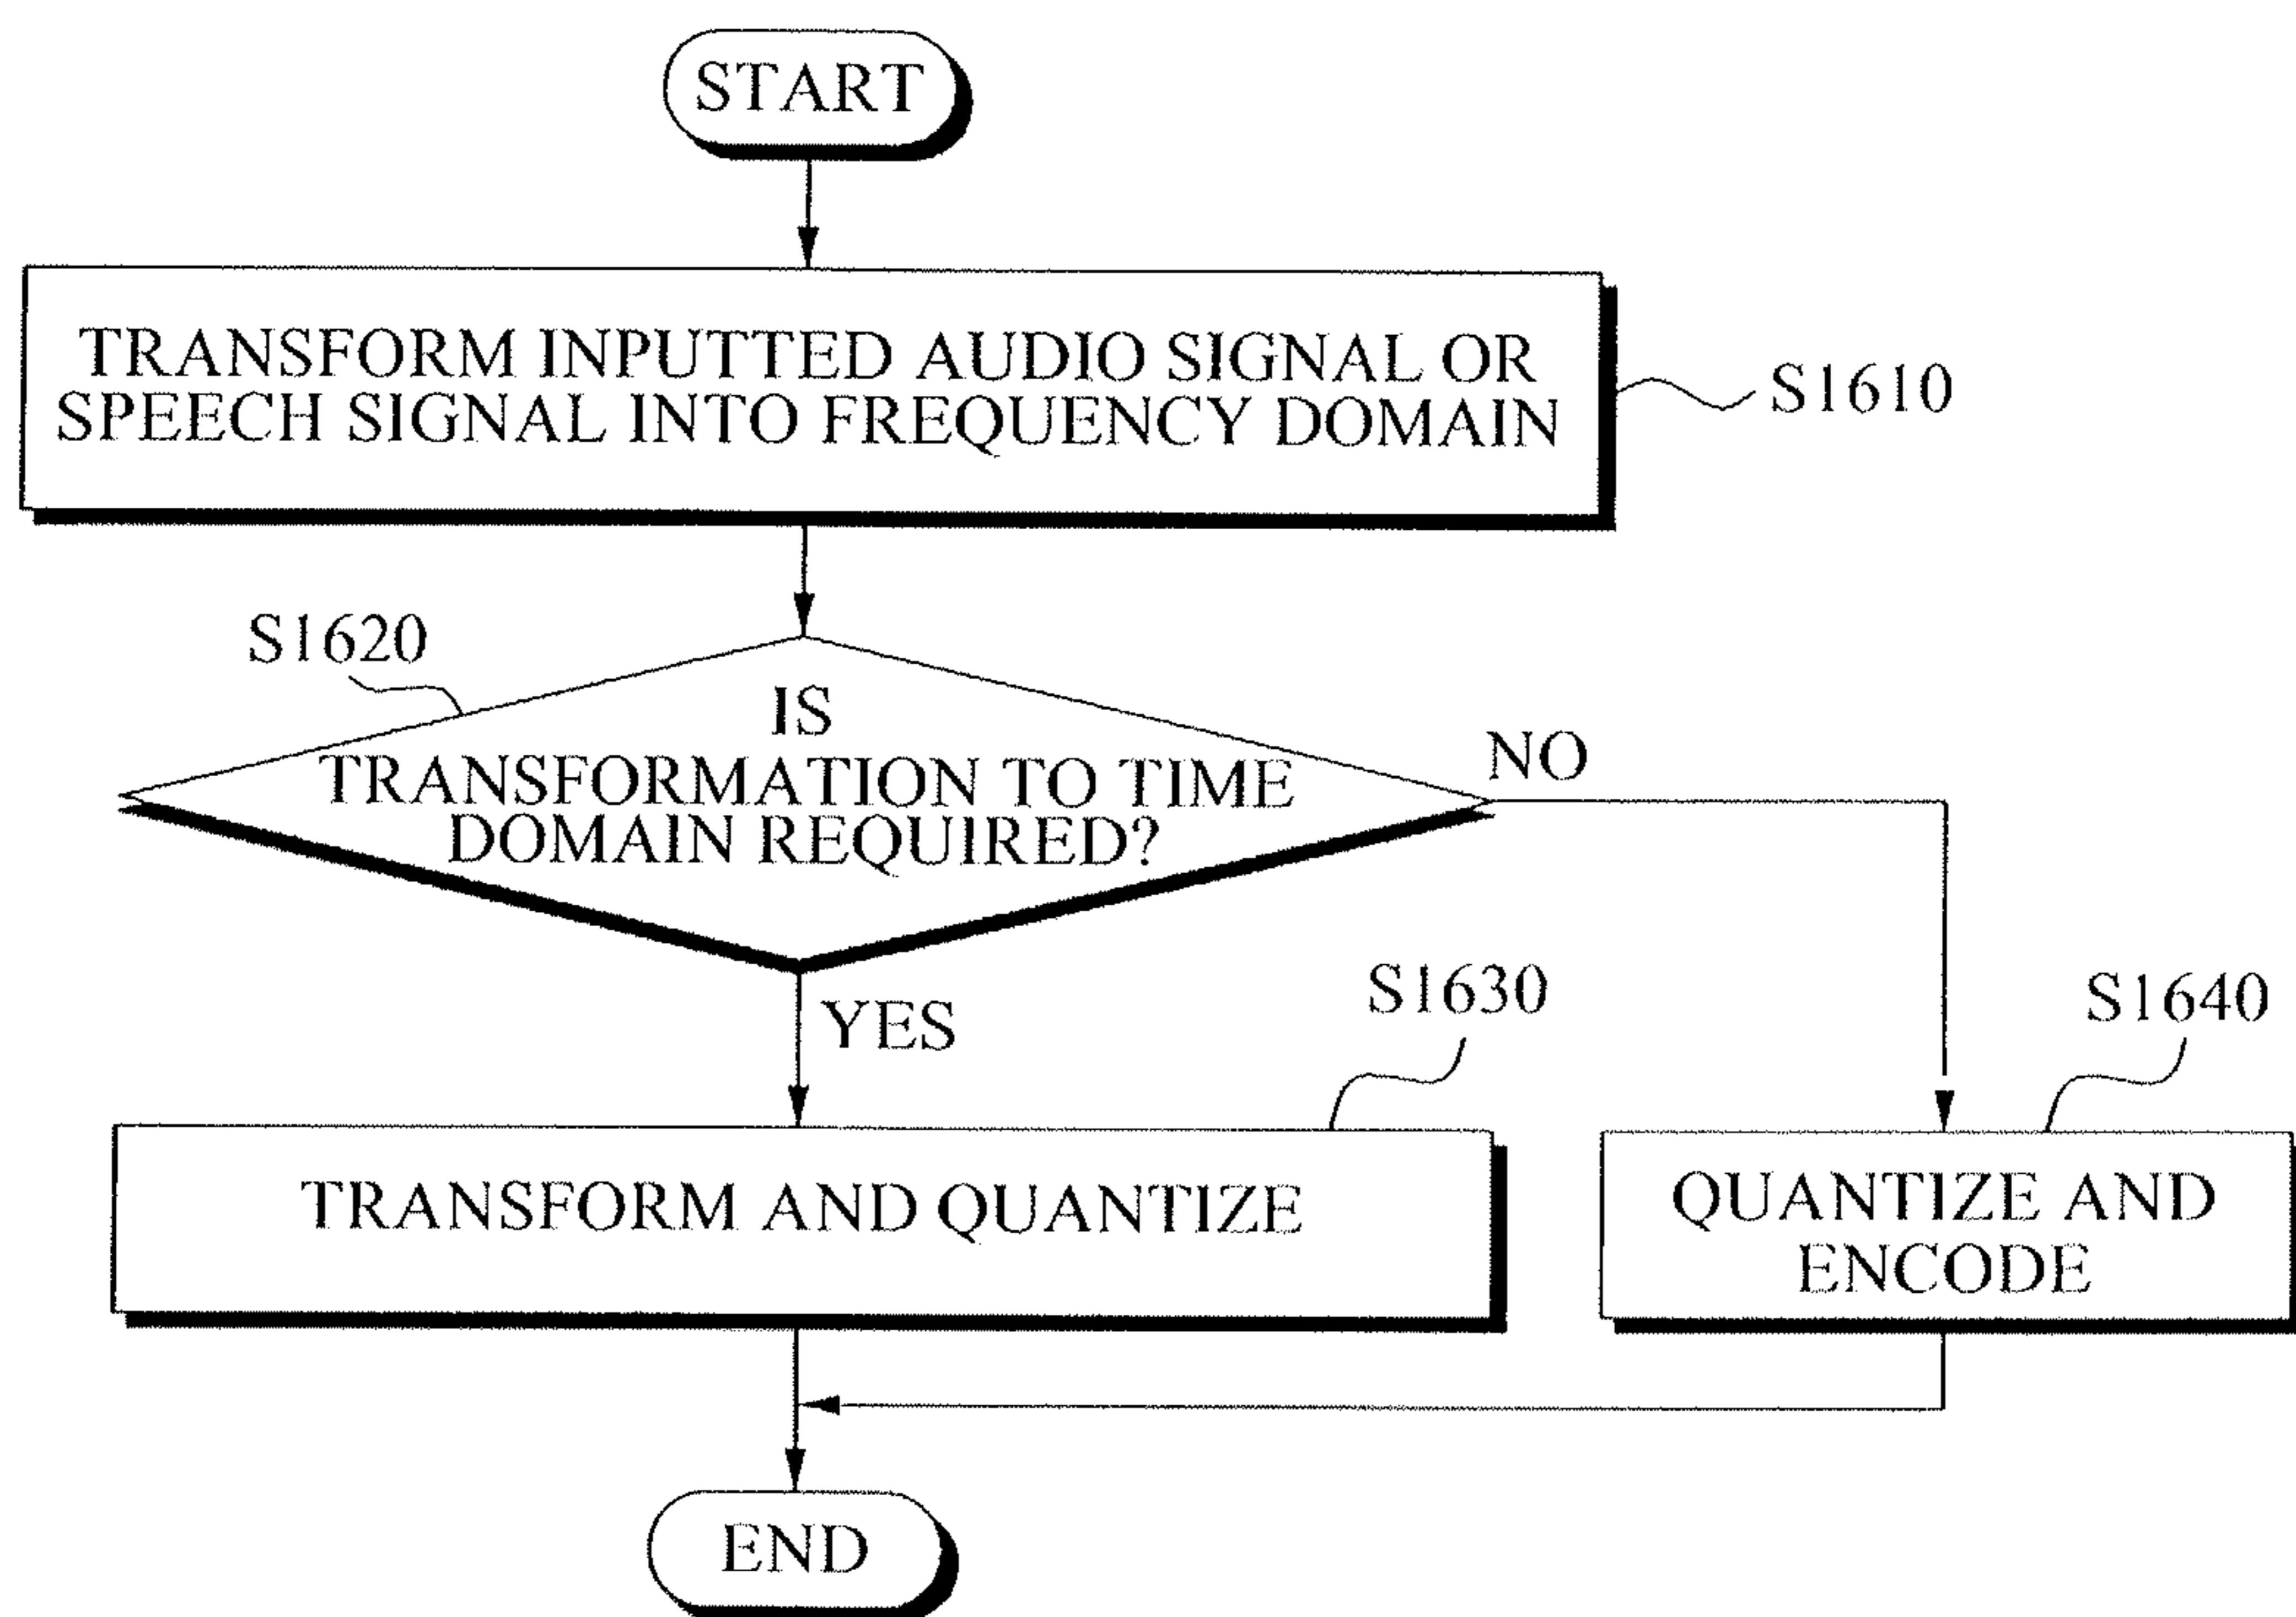 START
TRANSFORM INPUTTED AUDIO SIGNAL OR
SPEECH SIGNAL INTO FREQUENCY DOMAIN
S1610
S1620
IS
TRANSFORMATION TO TIME
DOMAIN REQUIRED?
NO
YES
S1630
S1640
TRANSFORM AND QUANTIZE
QUANTIZE AND
ENCODE
END